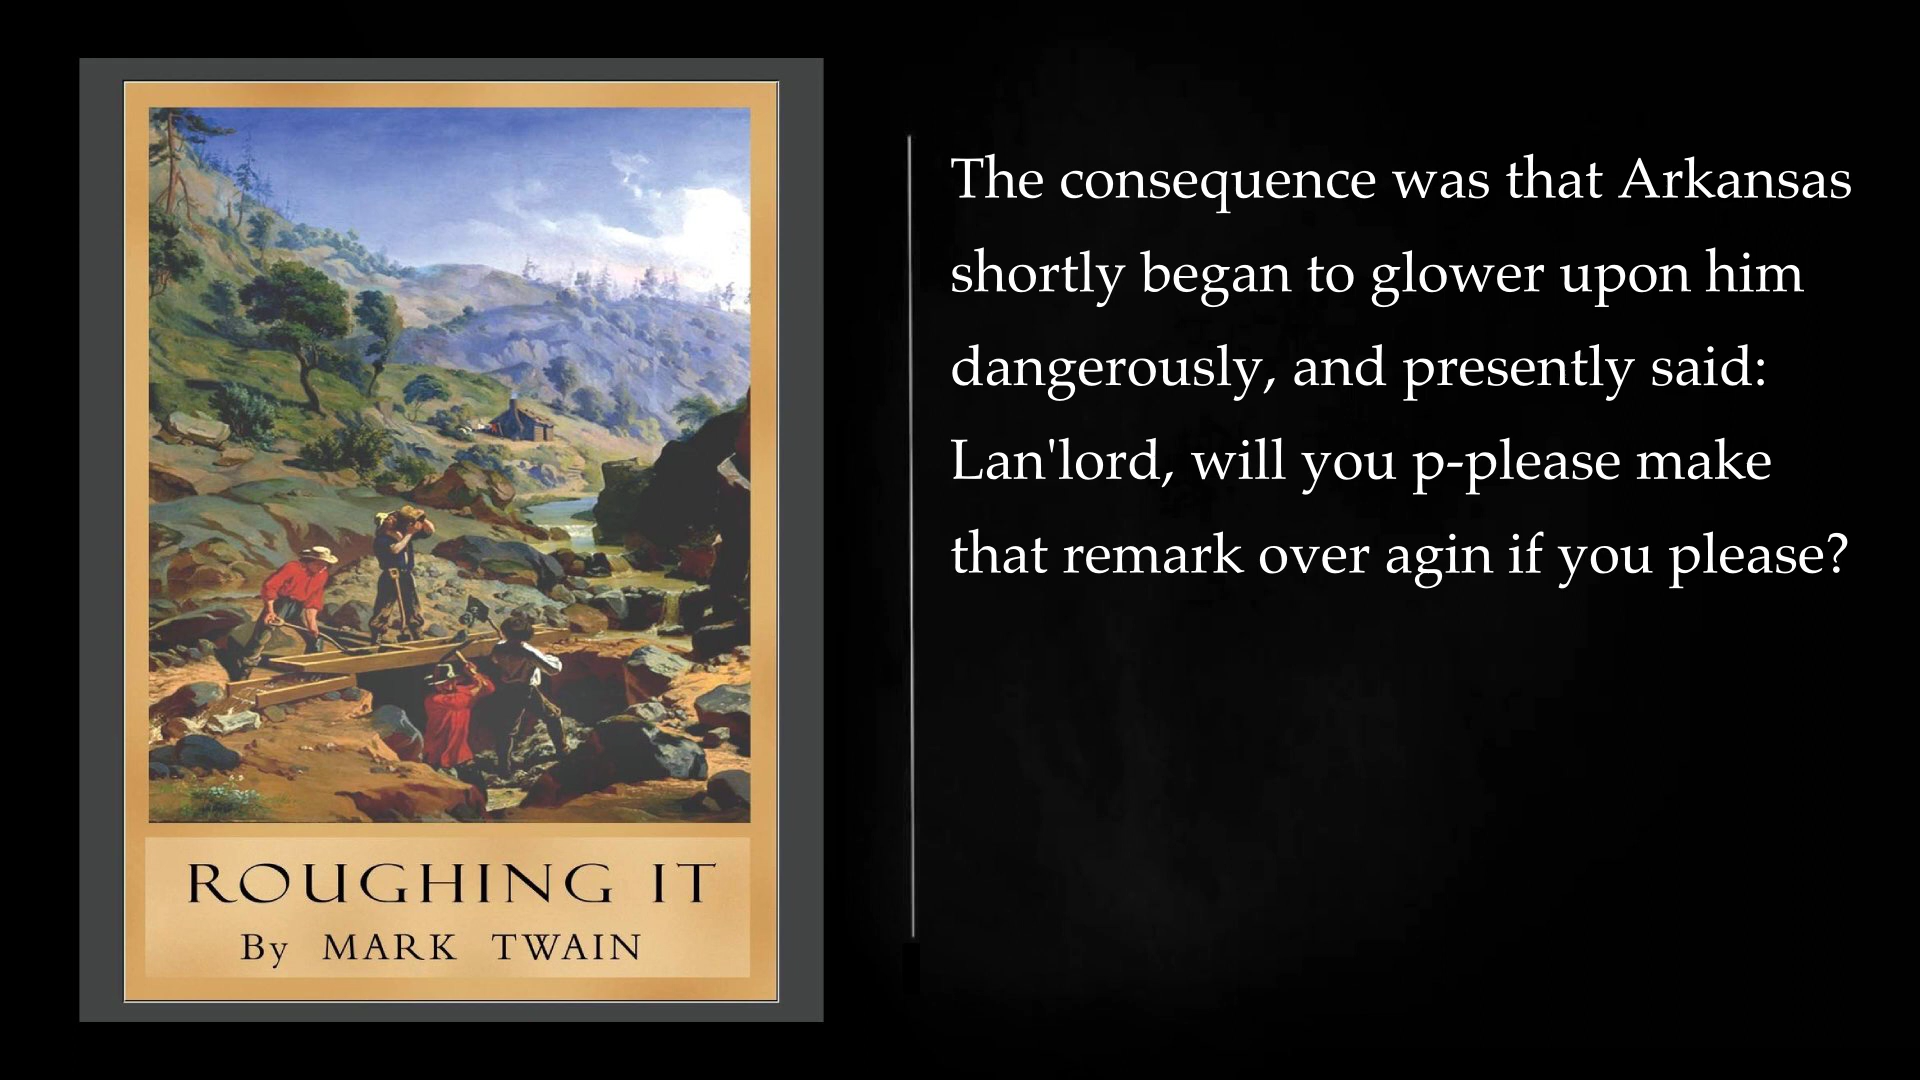 ROUGHING IT
By MARK TWAIN
The consequence was that Arkansas
shortly began to glower upon him
dangerously, and presently said:
Lan'lord, will you p-please make
that remark over agin if you please?